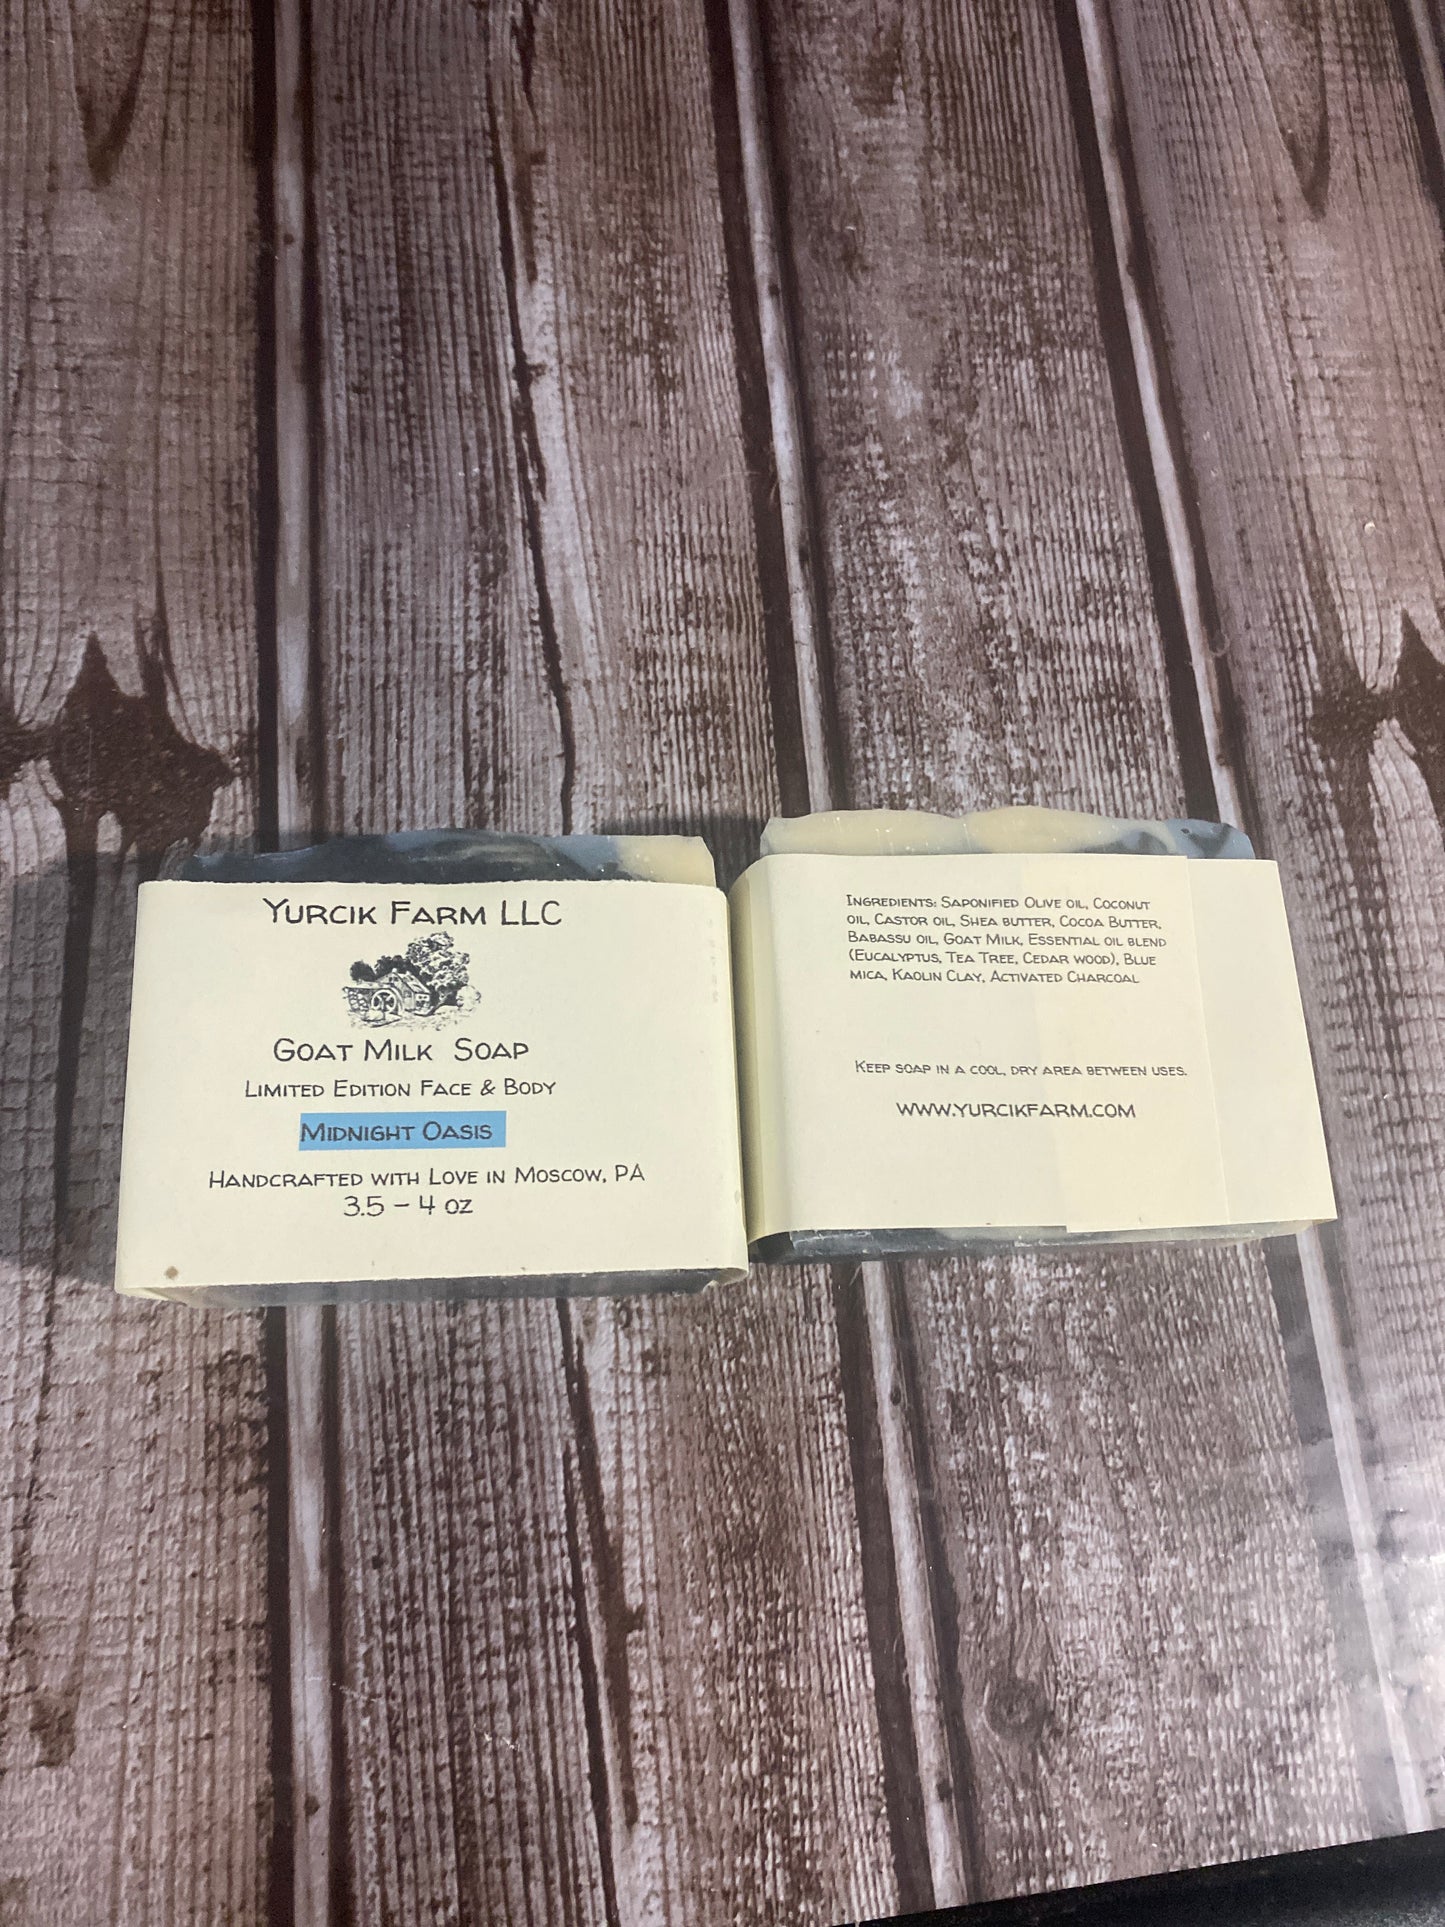 Yurcik Farm LLC
Goat Milk Soap
Limited Edition Face & Body
Midnight Oasis
Handcrafted with Love in Moscow, PA
3.5 – 4 oz
Ingredients: Saponified Olive oil, Coconut
oil, Castor oil, Shea butter, Cocoa Butter,
Babassu oil, Goat Milk, Essential oil blend
(Eucalyptus, Tea Tree, Cedar wood), Blue
mica, Kaolin Clay, Activated Charcoal
Keep soap in a cool, dry area between uses.
www.yurcikfarm.com